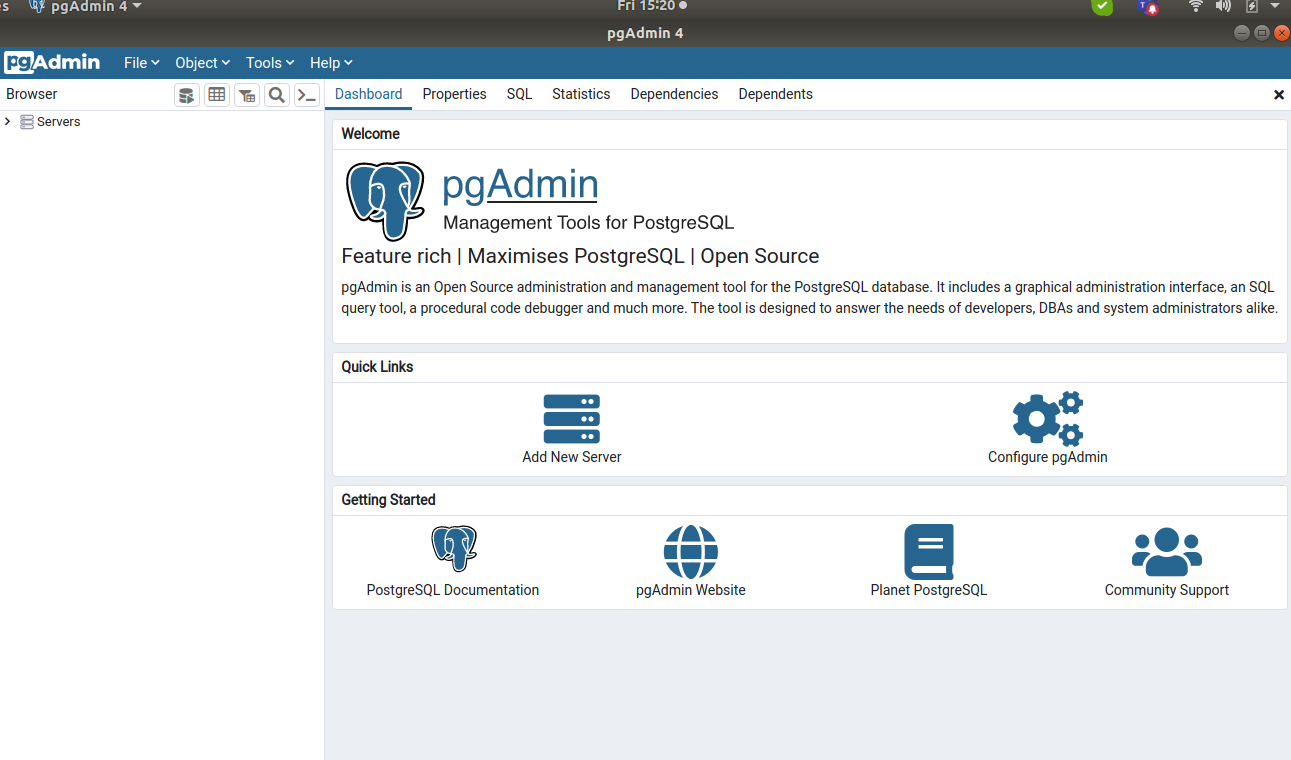 s pgAdmin 4 Fri 15:20
pgAdmin 4
pgAdmin File Object Tools Help
Browser Dashboard Properties SQL Statistics Dependencies Dependents
Servers
Welcome
pgAdmin
Management Tools for PostgreSQL
Feature rich | Maximises PostgreSQL | Open Source
pgAdmin is an Open Source administration and management tool for the PostgreSQL database. It includes a graphical administration interface, an SQL
query tool, a procedural code debugger and much more. The tool is designed to answer the needs of developers, DBAs and system administrators alike.
Quick Links
Add New Server Configure pgAdmin
Getting Started
PostgreSQL Documentation pgAdmin Website Planet PostgreSQL Community Support